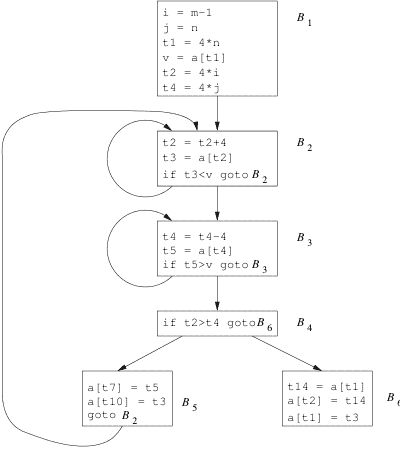 i = m-1
j = n
t1 = 4*n
v = a[t1]
t2 = 4*i
t4 = 4*j
B1
t2 = t2+4
t3 = a[t2]
if t3<v goto B2
B2
t4 = t4-4
t5 = a[t4]
if t5>v goto B3
B3
if t2>t4 goto B6
B4
a[t7] = t5
a[t10] = t3
goto B2
B5
t14 = a[t1]
a[t2] = t14
a[t1] = t3
B6